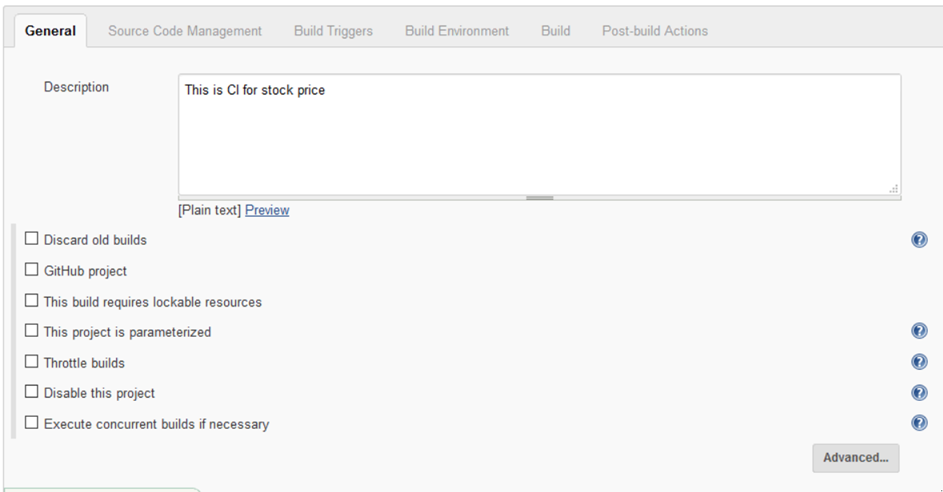 General Source Code Management Build Triggers Build Environment Build Post-build Actions
Description
This is CI for stock price
[Plain text] Preview
Discard old builds
GitHub project
This build requires lockable resources
This project is parameterized
Throttle builds
Disable this project
Execute concurrent builds if necessary
Advanced...